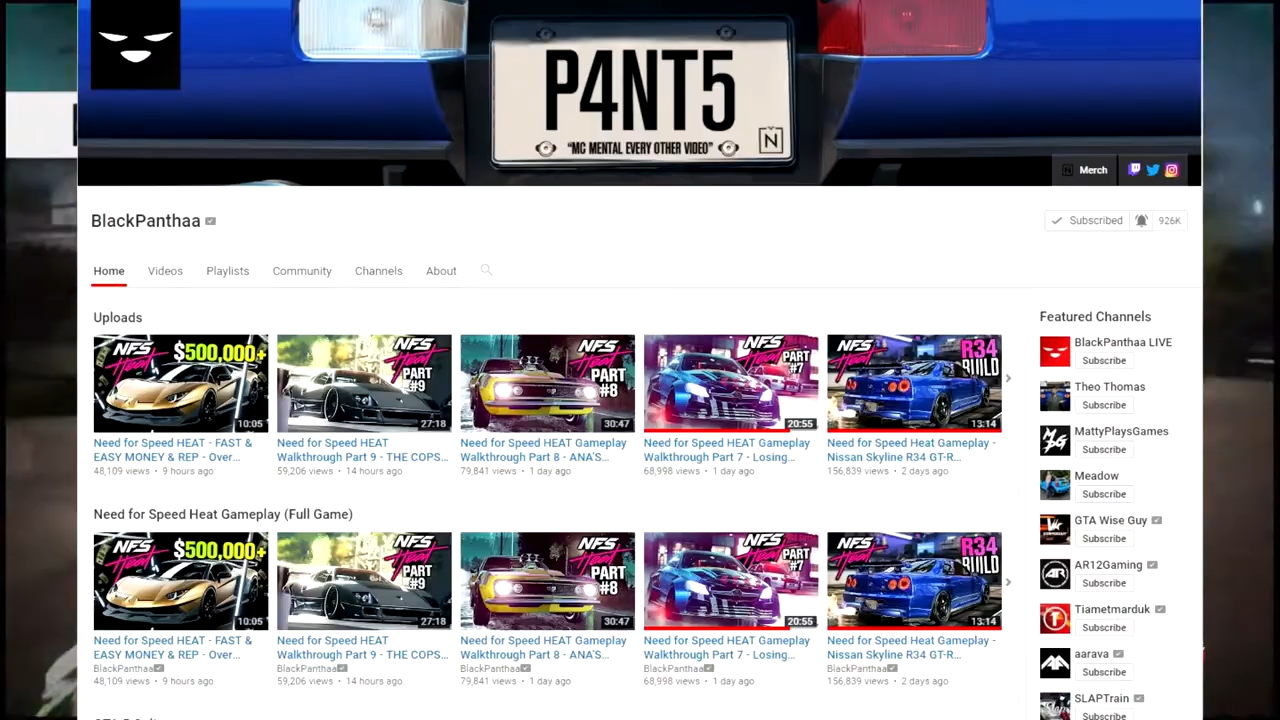 P4NT5
"MC MENTAL EVERY OTHER VIDEO"
N
Merch
BlackPanthaa
Subscribed 926K
Home Videos Playlists Community Channels About
Uploads
NFS Heat $500,000+ 10:05
NFS Heat PART #9 27:18
NFS Heat PART #8 30:47
NFS Heat PART #7 20:55
NFS Heat R34 BUILD 13:14
Need for Speed HEAT - FAST &
EASY MONEY & REP - Over...
48,109 views • 9 hours ago
Need for Speed HEAT
Walkthrough Part 9 - THE COPS...
59,206 views • 14 hours ago
Need for Speed HEAT Gameplay
Walkthrough Part 8 - ANA'S...
79,841 views • 1 day ago
Need for Speed HEAT Gameplay
Walkthrough Part 7 - Losing...
68,998 views • 1 day ago
Need for Speed Heat Gameplay -
Nissan Skyline R34 GT-R...
156,839 views • 2 days ago
Need for Speed Heat Gameplay (Full Game)
NFS Heat $500,000+ 10:05
NFS Heat PART #9 27:18
NFS Heat PART #8 30:47
NFS Heat PART #7 20:55
NFS Heat R34 BUILD 13:14
Need for Speed HEAT - FAST &
EASY MONEY & REP - Over...
BlackPanthaa
48,109 views • 9 hours ago
Need for Speed HEAT
Walkthrough Part 9 - THE COPS...
BlackPanthaa
59,206 views • 14 hours ago
Need for Speed HEAT Gameplay
Walkthrough Part 8 - ANA'S...
BlackPanthaa
79,841 views • 1 day ago
Need for Speed HEAT Gameplay
Walkthrough Part 7 - Losing...
BlackPanthaa
68,998 views • 1 day ago
Need for Speed Heat Gameplay -
Nissan Skyline R34 GT-R...
BlackPanthaa
156,839 views • 2 days ago
Featured Channels
BlackPanthaa LIVE
Subscribe
Theo Thomas
Subscribe
MattyPlaysGames
Subscribe
Meadow
Subscribe
GTA Wise Guy
Subscribe
AR12Gaming
Subscribe
Tiametmarduk
Subscribe
aarava
Subscribe
SLAPTrain
Subscribe